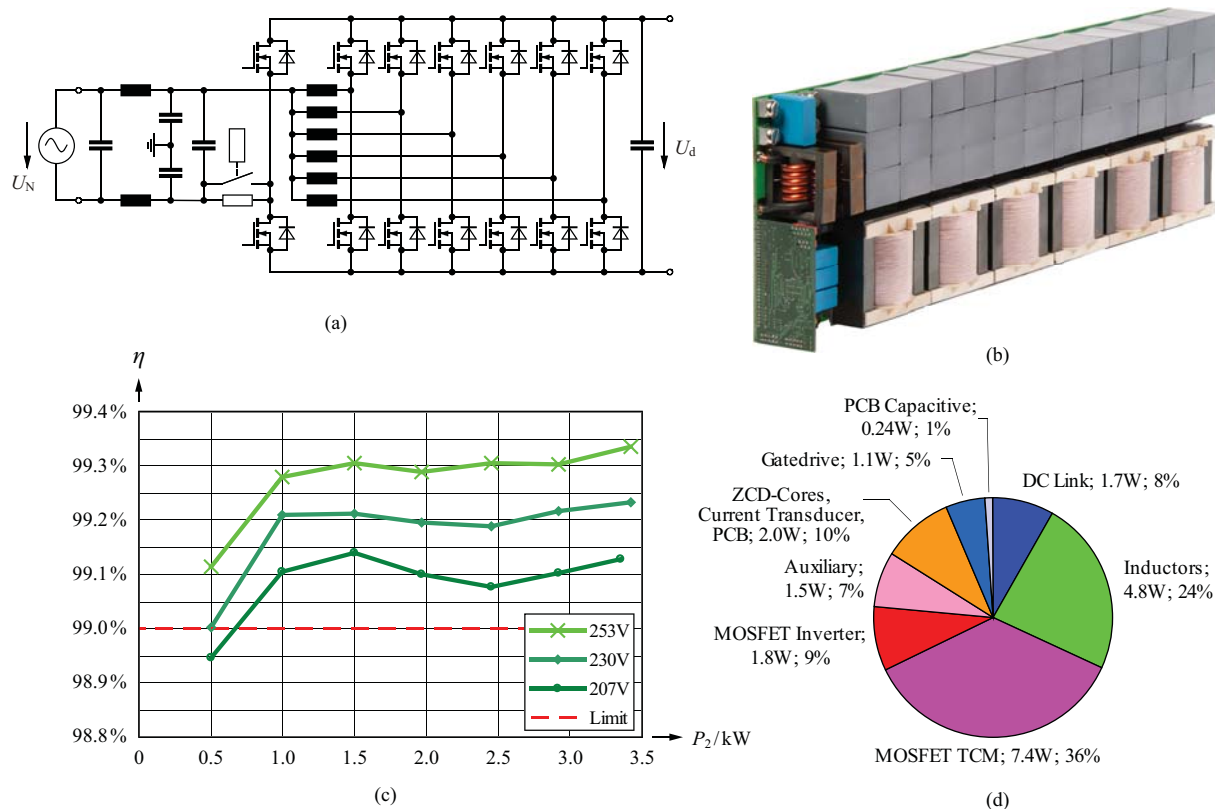 U_N
U_d
(a)
(b)
η
99.4%
99.3%
99.2%
99.1%
99.0%
98.9%
98.8%
0
0.5
1.0
1.5
2.0
2.5
3.0
3.5
P_2/kW
253V
230V
207V
Limit
(c)
PCB Capacitive;
0.24W; 1%
Gatedrive; 1.1W; 5%
DC Link; 1.7W; 8%
ZCD-Cores,
Current Transducer,
PCB; 2.0W; 10%
Inductors;
4.8W; 24%
Auxiliary;
1.5W; 7%
MOSFET Inverter;
1.8W; 9%
MOSFET TCM; 7.4W; 36%
(d)